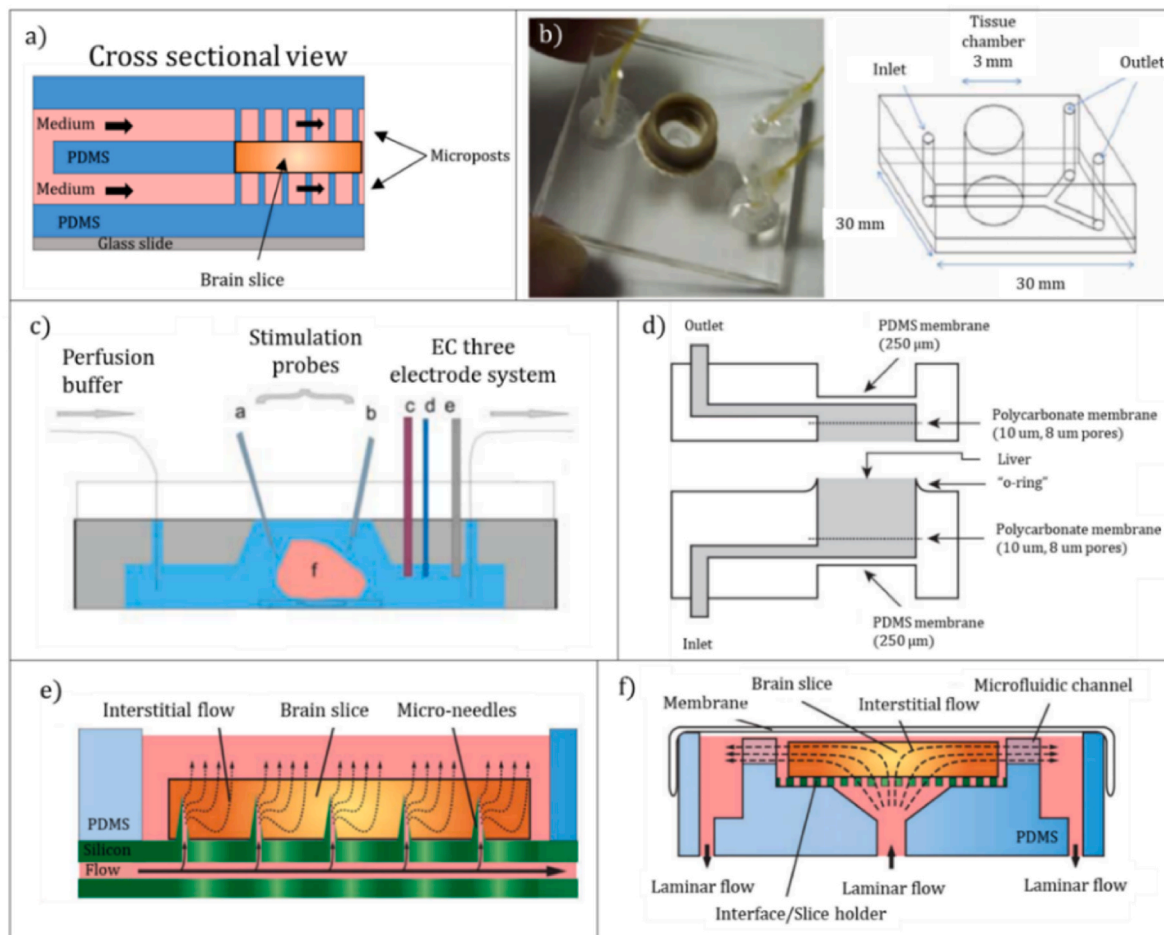 a)
Cross sectional view
Medium
PDMS
Medium
PDMS
Glass slide
Microposts
Brain slice
b)
Tissue
chamber
3 mm
Inlet
Outlet
30 mm
30 mm
c)
Perfusion
buffer
Stimulation
probes
EC three
electrode system
a
b
c
d
e
f
d)
Outlet
PDMS membrane
(250 µm)
Polycarbonate membrane
(10 um, 8 um pores)
Liver
"o-ring"
Polycarbonate membrane
(10 um, 8 um pores)
PDMS membrane
(250 µm)
Inlet
e)
Interstitial flow
Brain slice
Micro-needles
PDMS
Silicon
Flow
f)
Brain slice
Microfluidic channel
Membrane
Interstitial flow
PDMS
Laminar flow
Laminar flow
Laminar flow
Interface/Slice holder